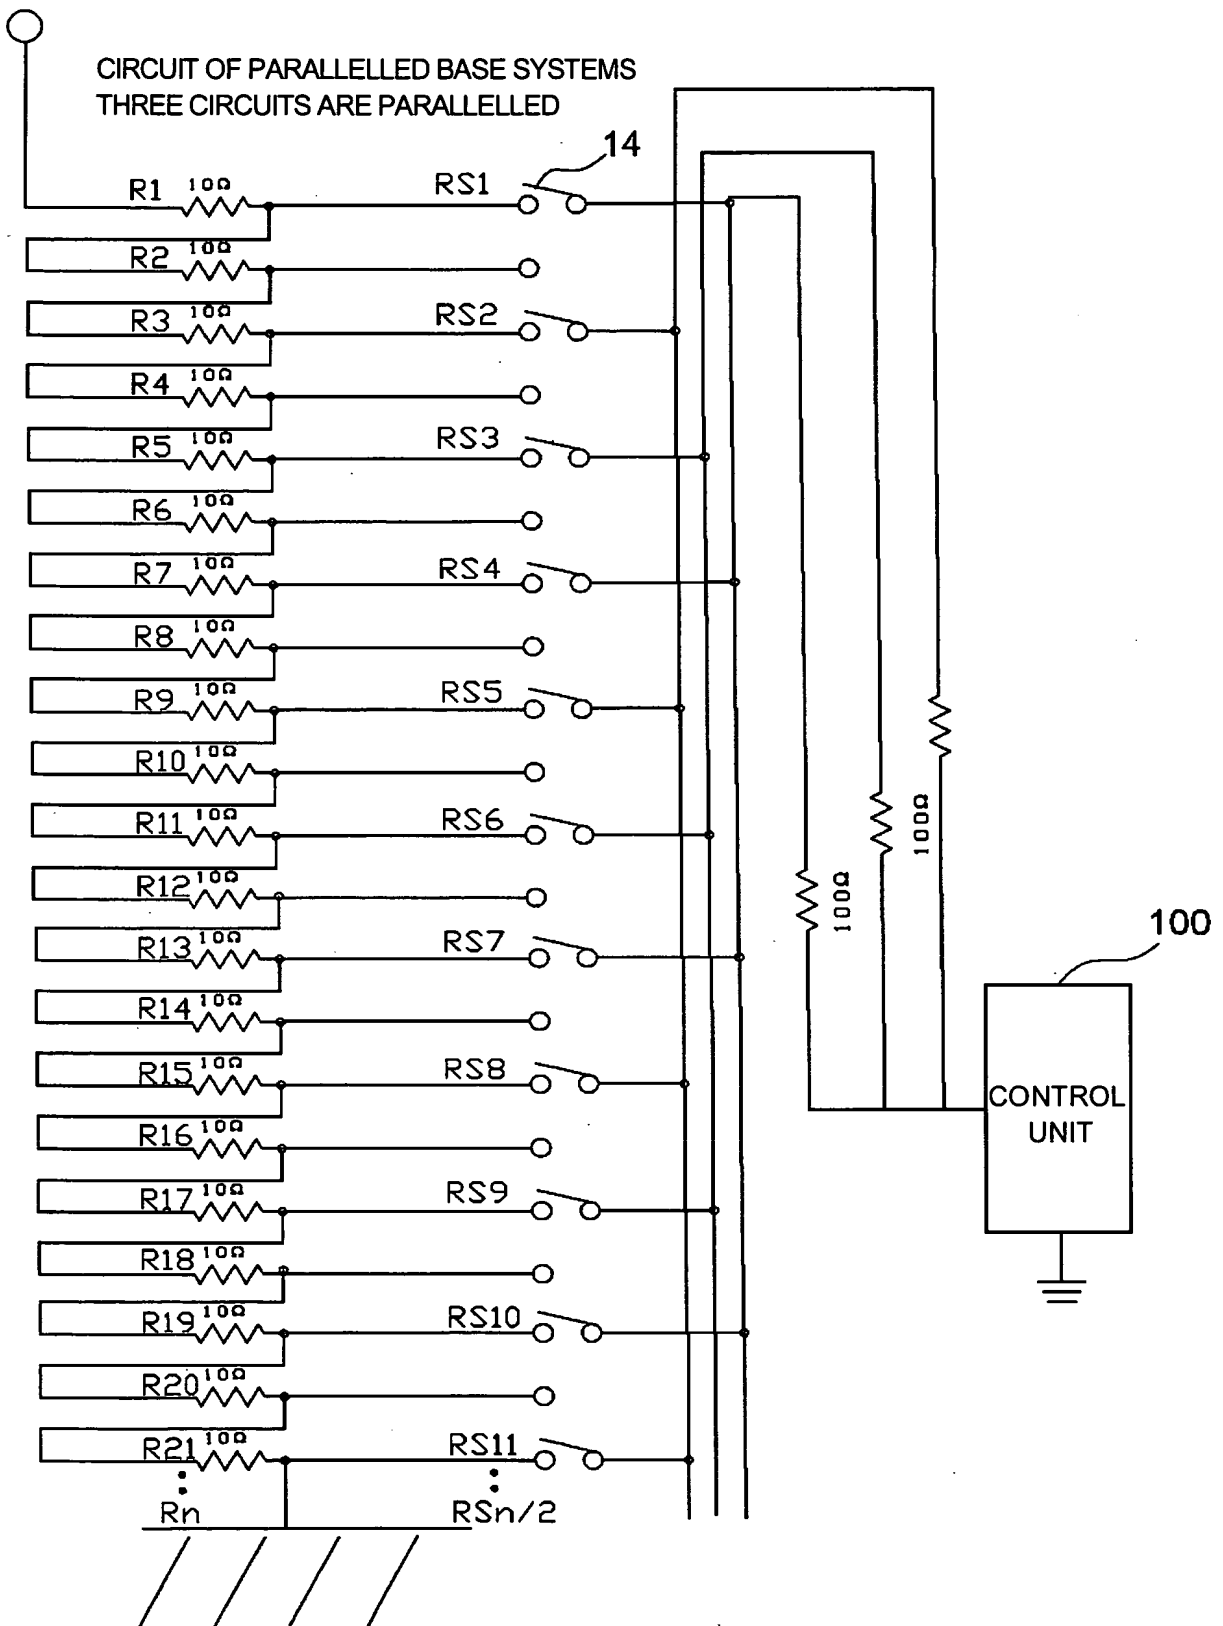 CIRCUIT OF PARALLELLED BASE SYSTEMS
THREE CIRCUITS ARE PARALLELLED
14
R1 10Ω RS1
R2 10Ω
R3 10Ω RS2
R4 10Ω
R5 10Ω RS3
R6 10Ω
R7 10Ω RS4
R8 10Ω
R9 10Ω RS5
R10 10Ω
R11 10Ω RS6
R12 10Ω
R13 10Ω RS7
R14 10Ω
R15 10Ω RS8
R16 10Ω
R17 10Ω RS9
R18 10Ω
R19 10Ω RS10
R20 10Ω
R21 10Ω RS11
Rn RSn/2
100Ω
100Ω
100
CONTROL
UNIT